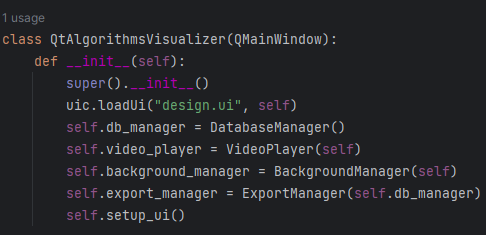 1 usage
class QtAlgorithmsVisualizer(QMainWindow):
    def __init__(self):
        super().__init__()
        uic.loadUi("design.ui", self)
        self.db_manager = DatabaseManager()
        self.video_player = VideoPlayer(self)
        self.background_manager = BackgroundManager(self)
        self.export_manager = ExportManager(self.db_manager)
        self.setup_ui()